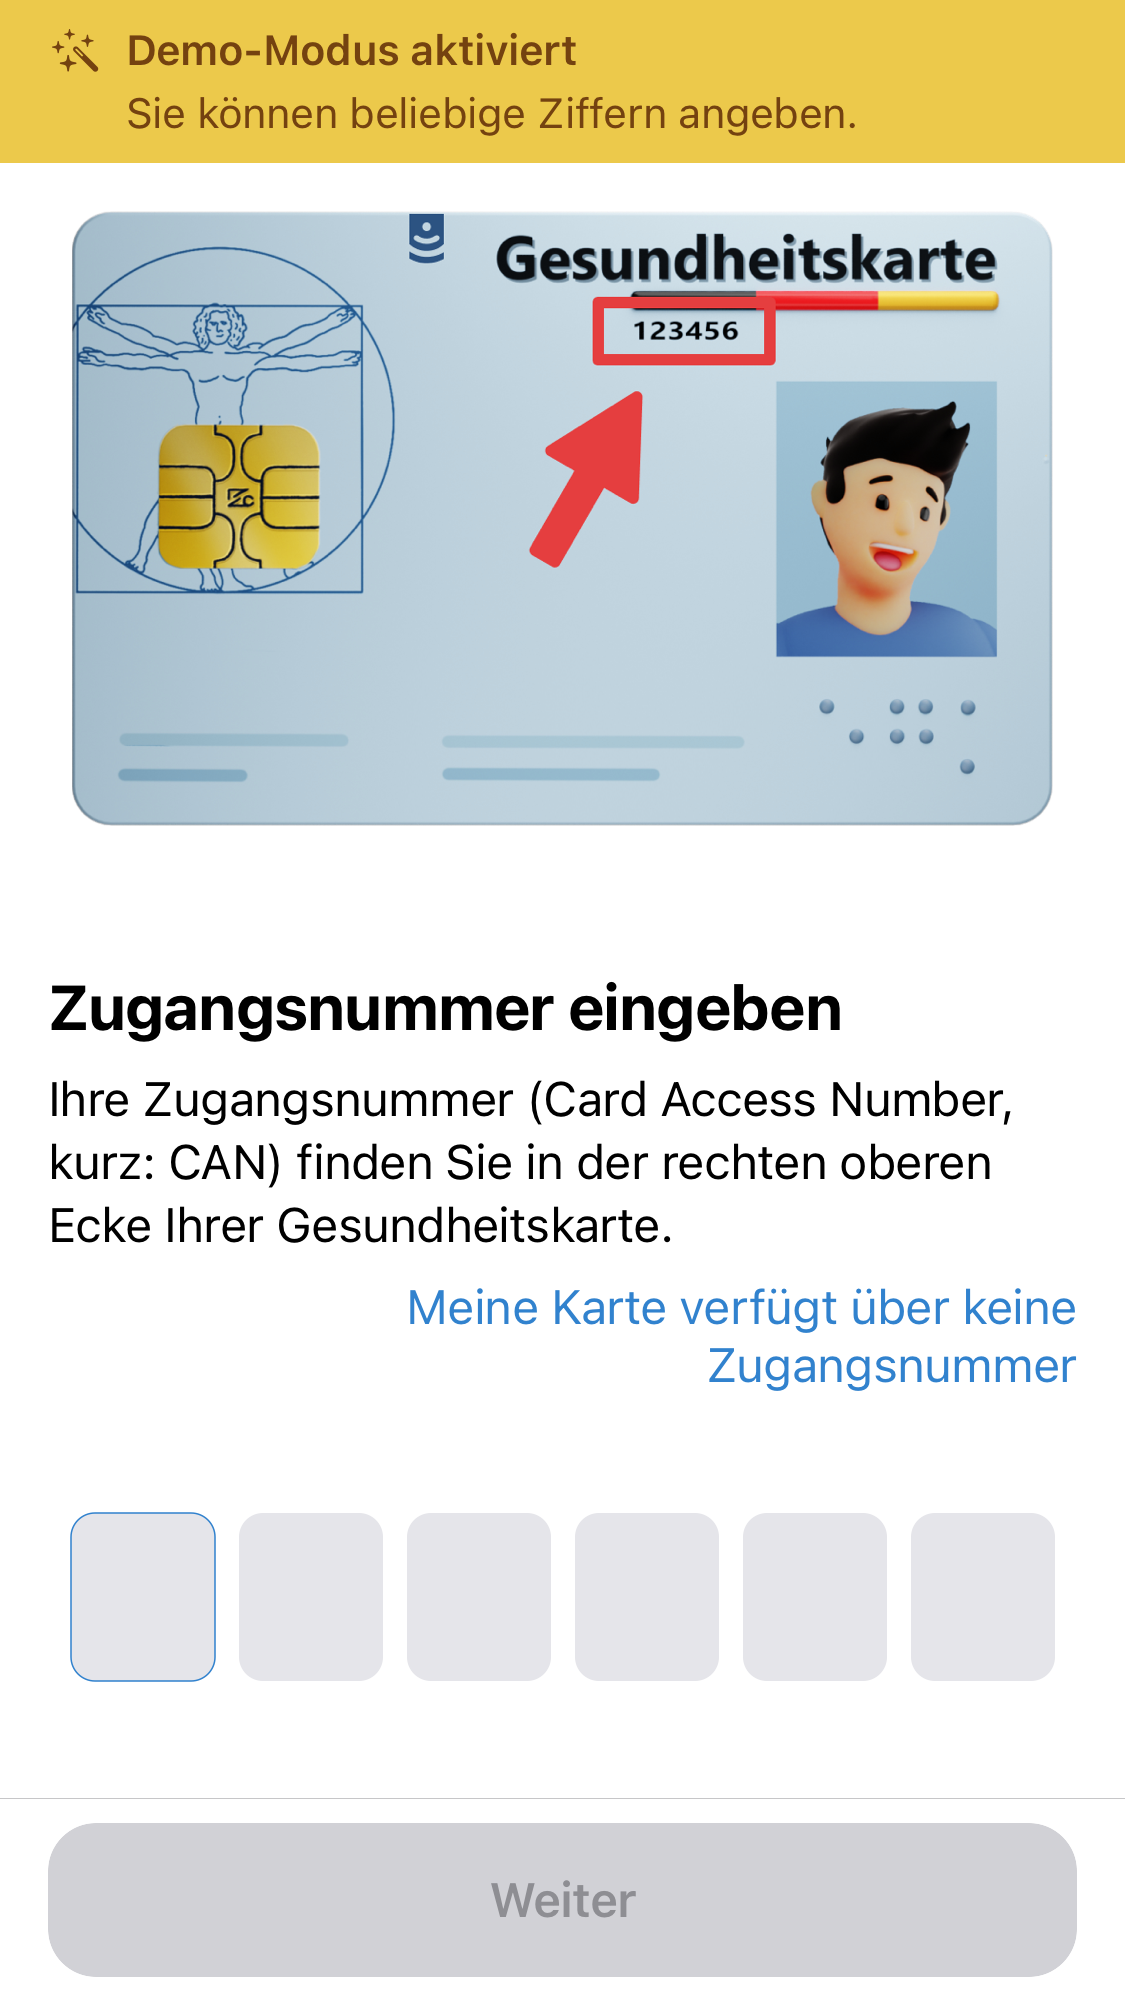 Demo-Modus aktiviert
Sie können beliebige Ziffern angeben.
Gesundheitskarte
123456
Zugangsnummer eingeben
Ihre Zugangsnummer (Card Access Number,
kurz: CAN) finden Sie in der rechten oberen
Ecke Ihrer Gesundheitskarte.
Meine Karte verfügt über keine
Zugangsnummer
Weiter